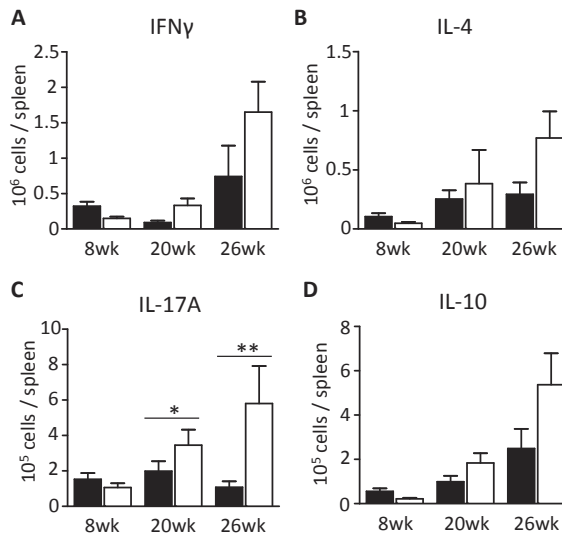 A
IFNγ
10⁶ cells / spleen
2.5
2
1.5
1
0.5
0
8wk 20wk 26wk
B
IL-4
10⁶ cells / spleen
1.5
1
0.5
0
8wk 20wk 26wk
C
IL-17A
10⁵ cells / spleen
10
8
6
4
2
0
*
**
8wk 20wk 26wk
D
IL-10
10⁵ cells / spleen
8
6
4
2
0
8wk 20wk 26wk